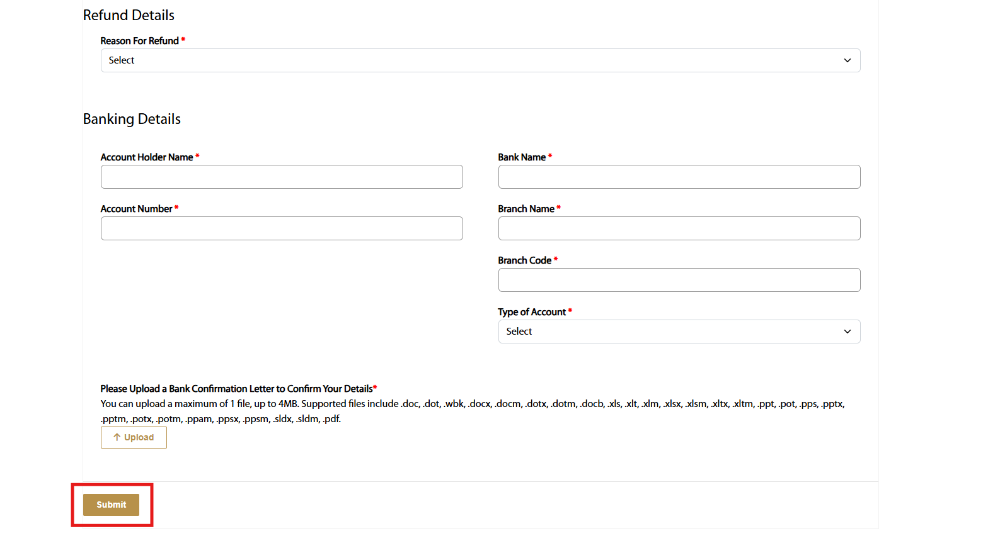 Refund Details
Reason For Refund *
Select
Banking Details
Account Holder Name *
Bank Name *
Account Number *
Branch Name *
Branch Code *
Type of Account *
Select
Please Upload a Bank Confirmation Letter to Confirm Your Details*
You can upload a maximum of 1 file, up to 4MB. Supported files include .doc, .dot, .wbk, .docx, .docm, .dotx, .dotm, .docb, .xls, .xlt, .xlm, .xlsx, .xlsm, .xltx, .xltm, .ppt, .pot, .pps, .pptx,
.pptm, .potx, .potm, .ppam, .ppsx, .ppsm, .sldx, .sldm, .pdf.
Upload
Submit